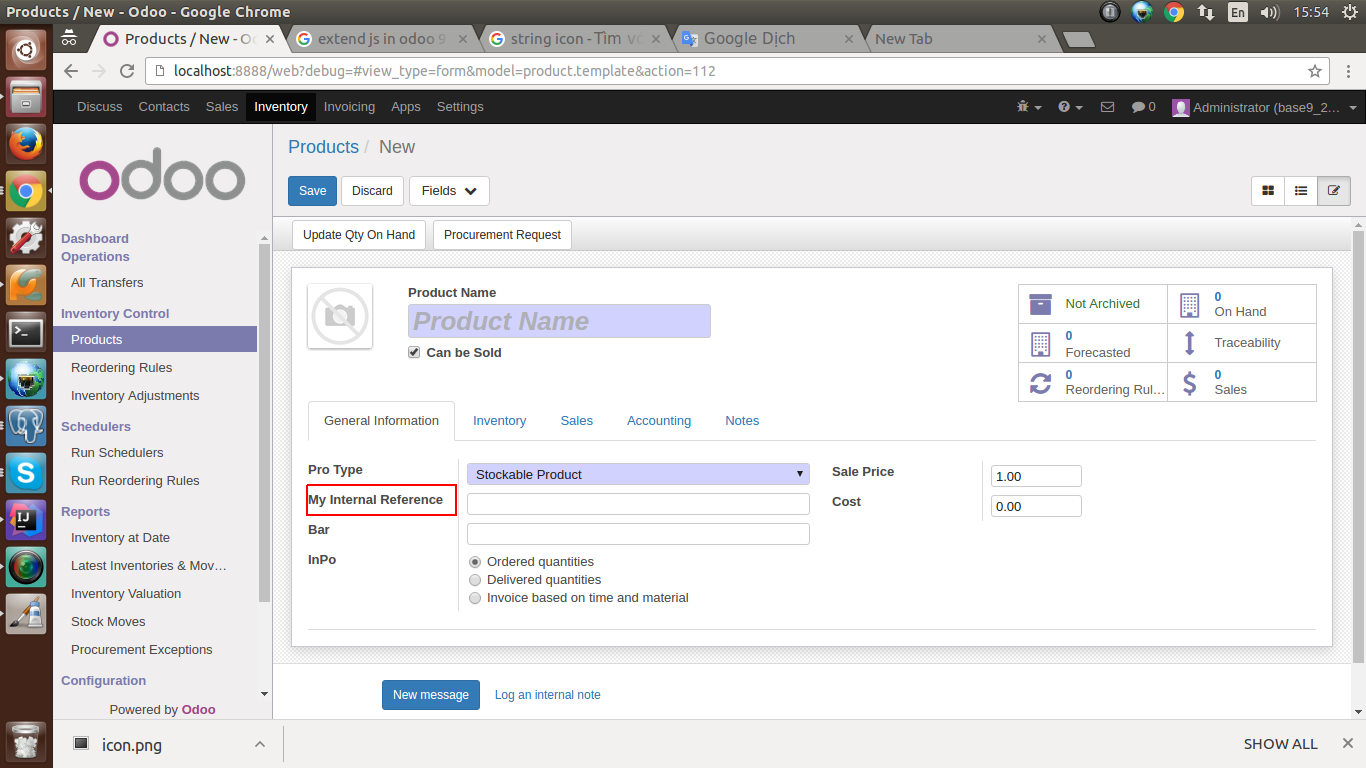 Products / New - Odoo - Google Chrome
En
15:54
Products / New - Od
extend js in odoo 9
string icon - Tìm vớ
Google Dịch
New Tab
localhost:8888/web?debug=#view_type=form&model=product.template&action=112
Discuss Contacts Sales Inventory Invoicing Apps Settings
0 Administrator (base9_2...
odoo
Products / New
Save Discard Fields
Update Qty On Hand Procurement Request
Dashboard
Operations
All Transfers
Inventory Control
Products
Reordering Rules
Inventory Adjustments
Schedulers
Run Schedulers
Run Reordering Rules
Reports
Inventory at Date
Latest Inventories & Mov...
Inventory Valuation
Stock Moves
Procurement Exceptions
Configuration
Powered by Odoo
Product Name
Product Name
Can be Sold
Not Archived
0
On Hand
0
Forecasted
Traceability
0
Reordering Rul...
0
Sales
General Information Inventory Sales Accounting Notes
Pro Type Stockable Product
My Internal Reference
Bar
InPo
Ordered quantities
Delivered quantities
Invoice based on time and material
Sale Price 1.00
Cost 0.00
New message Log an internal note
icon.png
SHOW ALL